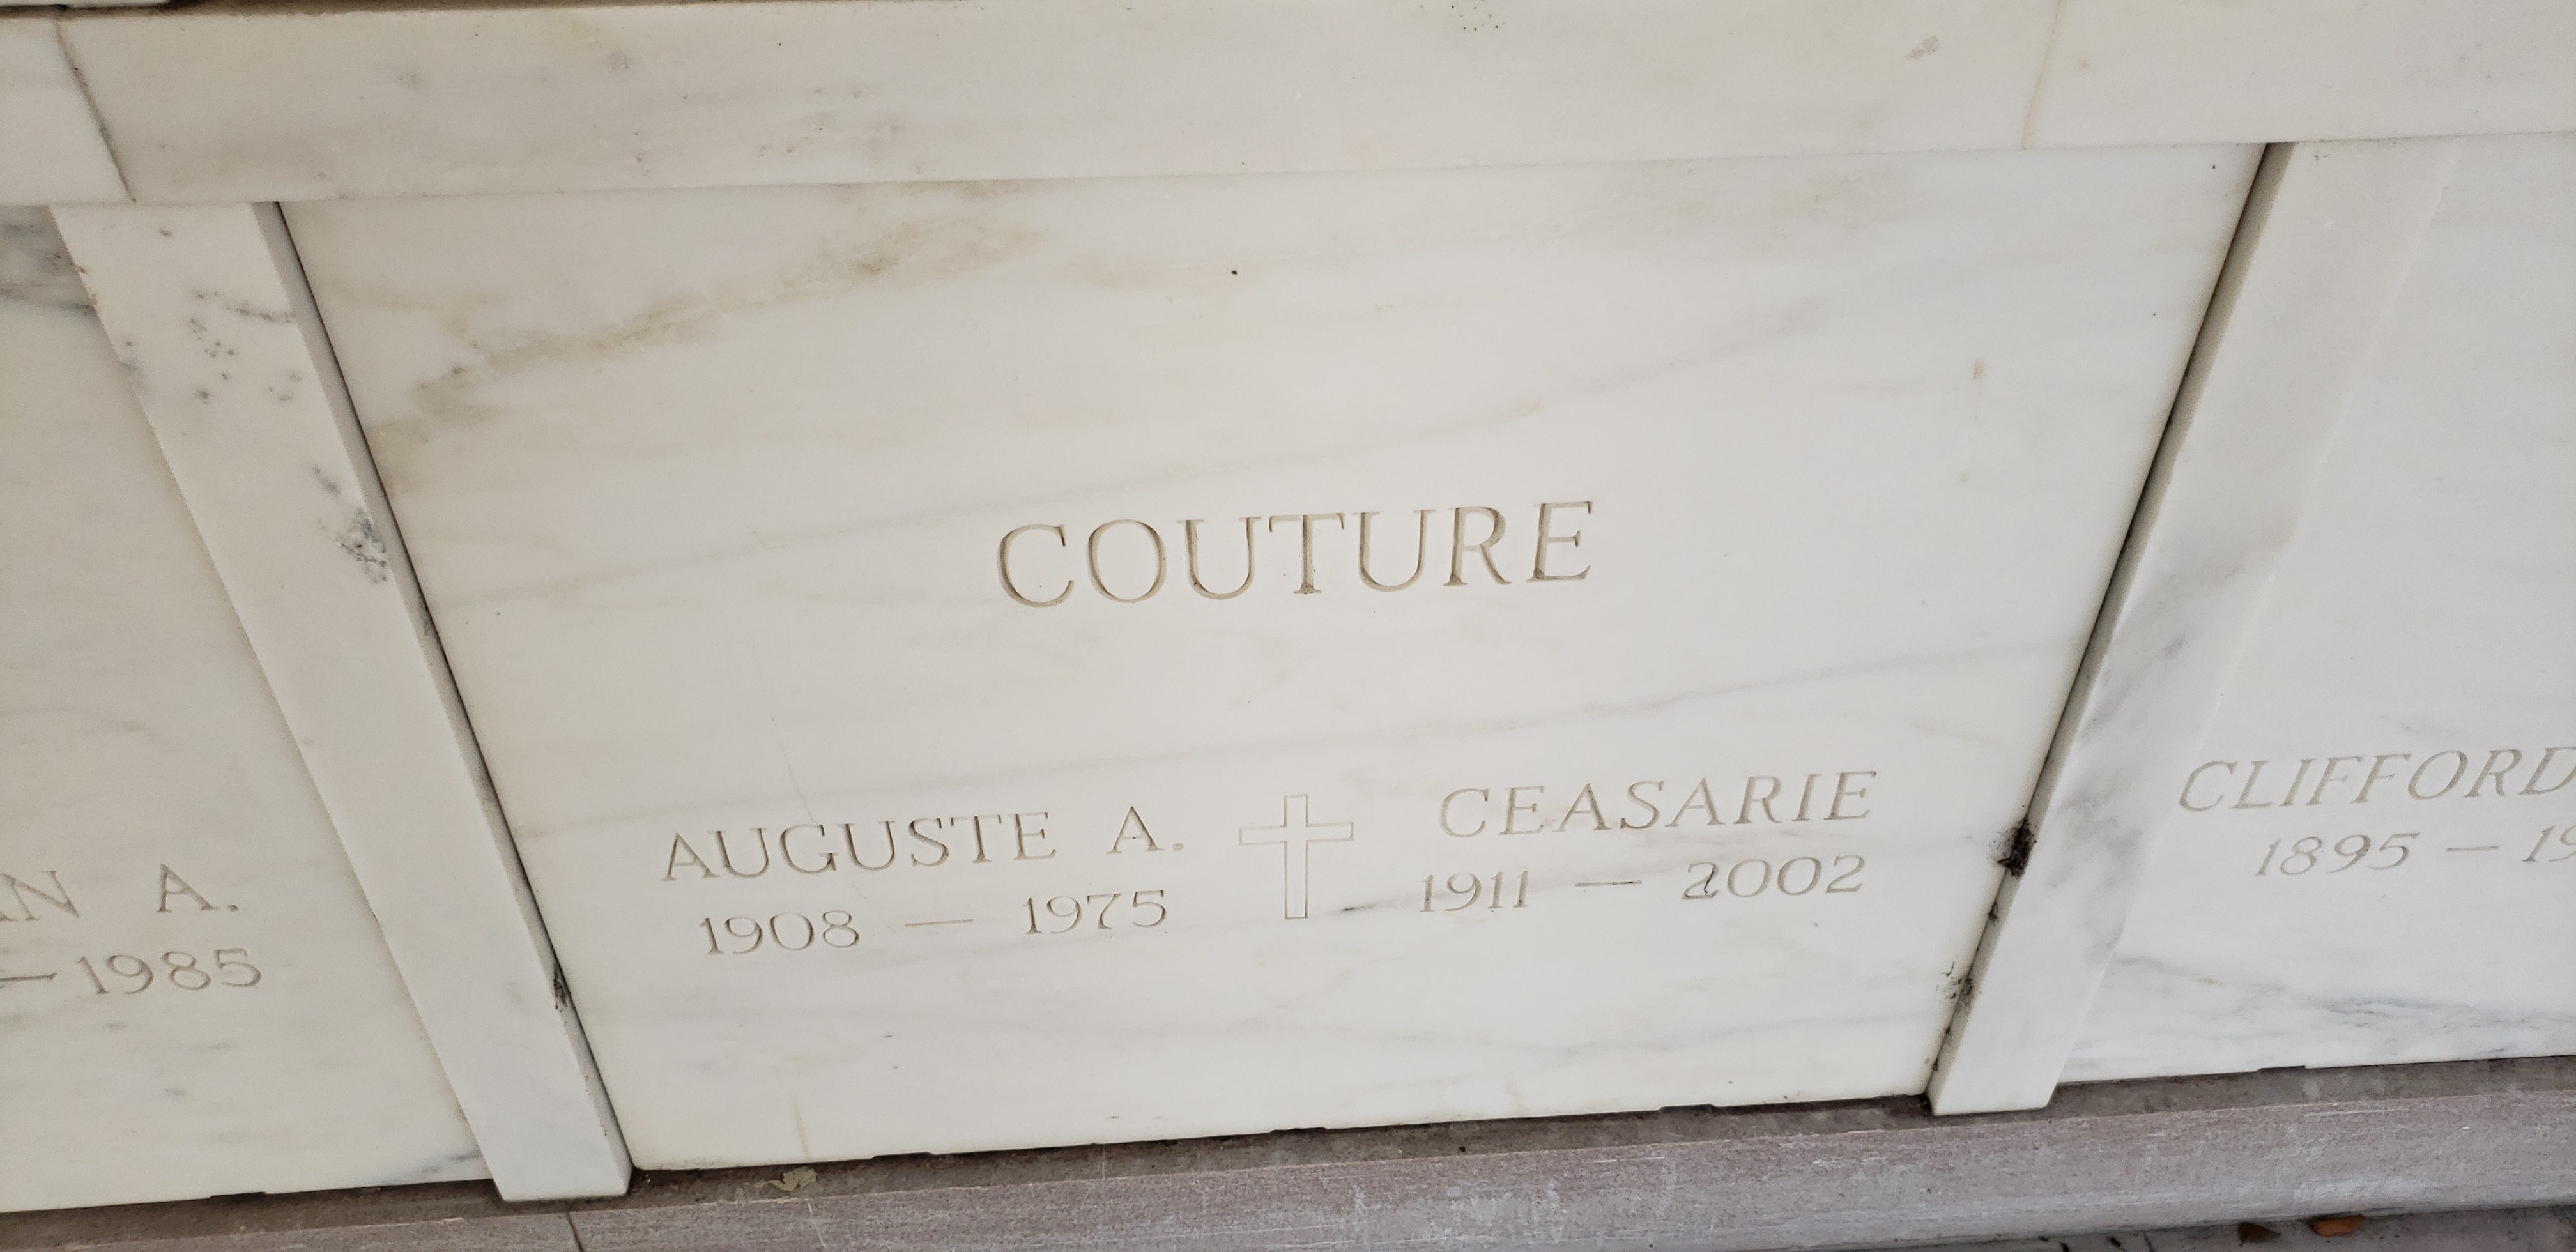 COUTURE
AUGUSTE A. CEASARIE
1908 — 1975 1911 — 2002
A.
— 1985
CLIFFORD
1895 —